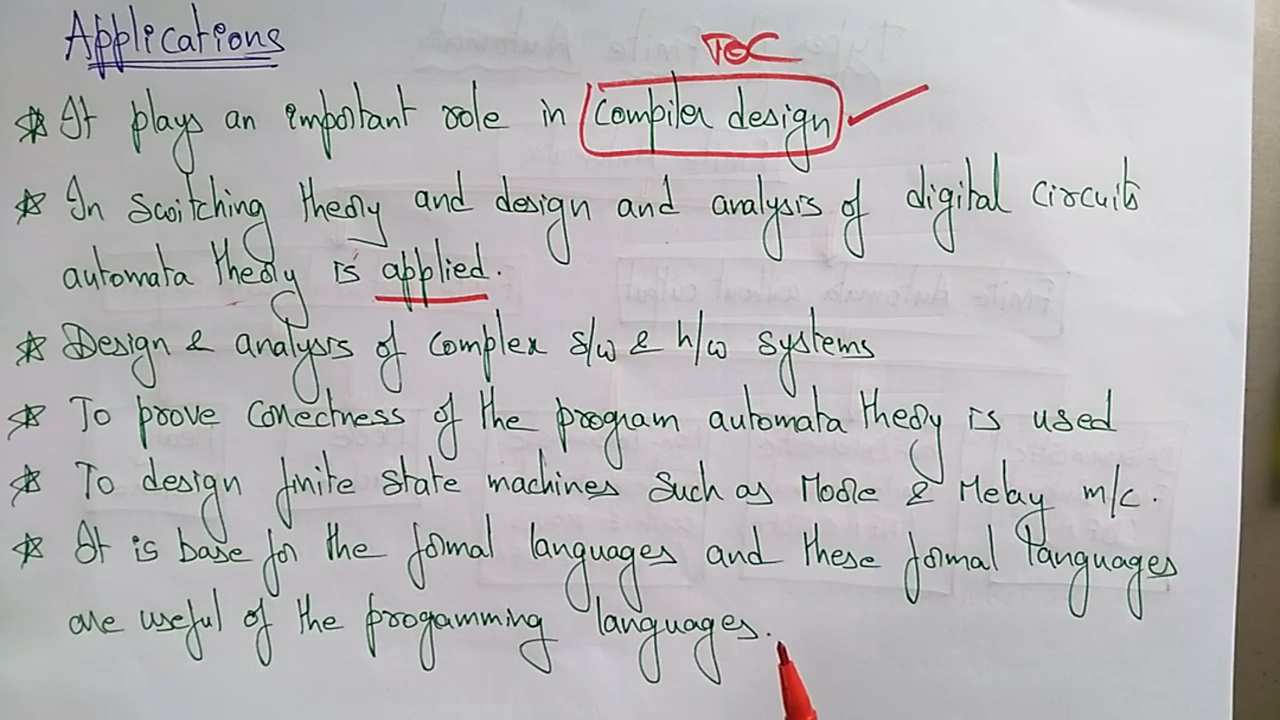 Applications
TOC
☆ It plays an important role in compiler design
☆ In switching theory and design and analysis of digital circuits
automata theory is applied.
☆ Design & analysis of complex s/w & h/w systems
☆ To prove correctness of the program automata theory is used
☆ To design finite state machines such as Moore & Melay m/c.
☆ It is base for the formal languages and these formal languages
are useful of the progamming languages.